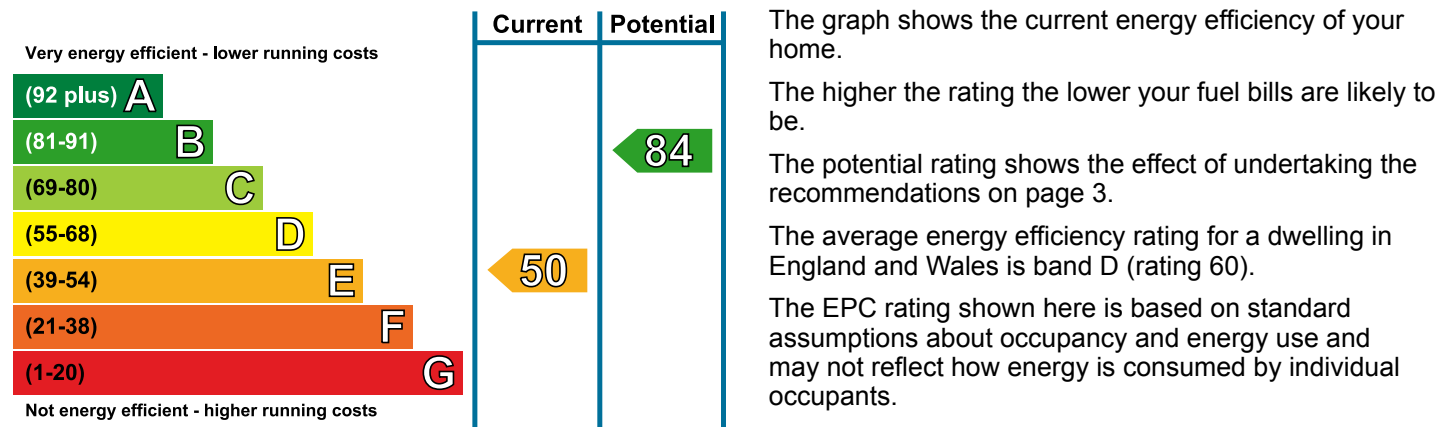 Current Potential
Very energy efficient - lower running costs
(92 plus) A
(81-91) B
84
(69-80) C
(55-68) D
(39-54) E
50
(21-38) F
(1-20) G
Not energy efficient - higher running costs
The graph shows the current energy efficiency of your
home.
The higher the rating the lower your fuel bills are likely to
be.
The potential rating shows the effect of undertaking the
recommendations on page 3.
The average energy efficiency rating for a dwelling in
England and Wales is band D (rating 60).
The EPC rating shown here is based on standard
assumptions about occupancy and energy use and
may not reflect how energy is consumed by individual
occupants.